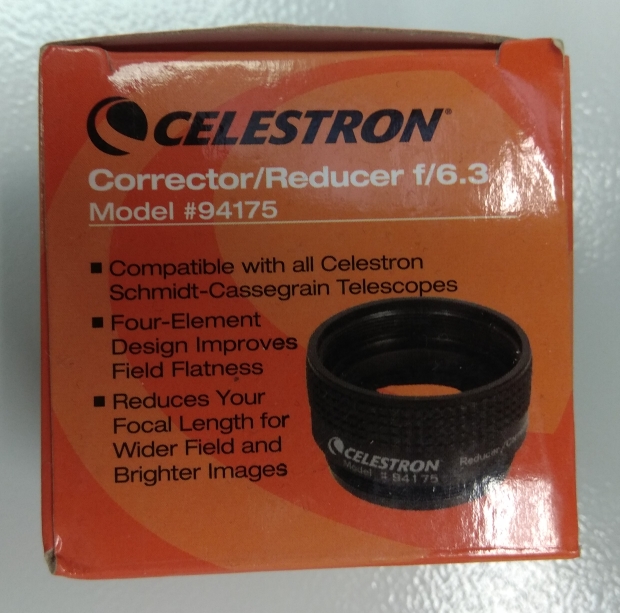 CELESTRON®
Corrector/Reducer f/6.3
Model #94175
■ Compatible with all Celestron
Schmidt-Cassegrain Telescopes
■ Four-Element
Design Improves
Field Flatness
■ Reduces Your
Focal Length for
Wider Field and
Brighter Images
CELESTRON
Model # 94175
Reducer/